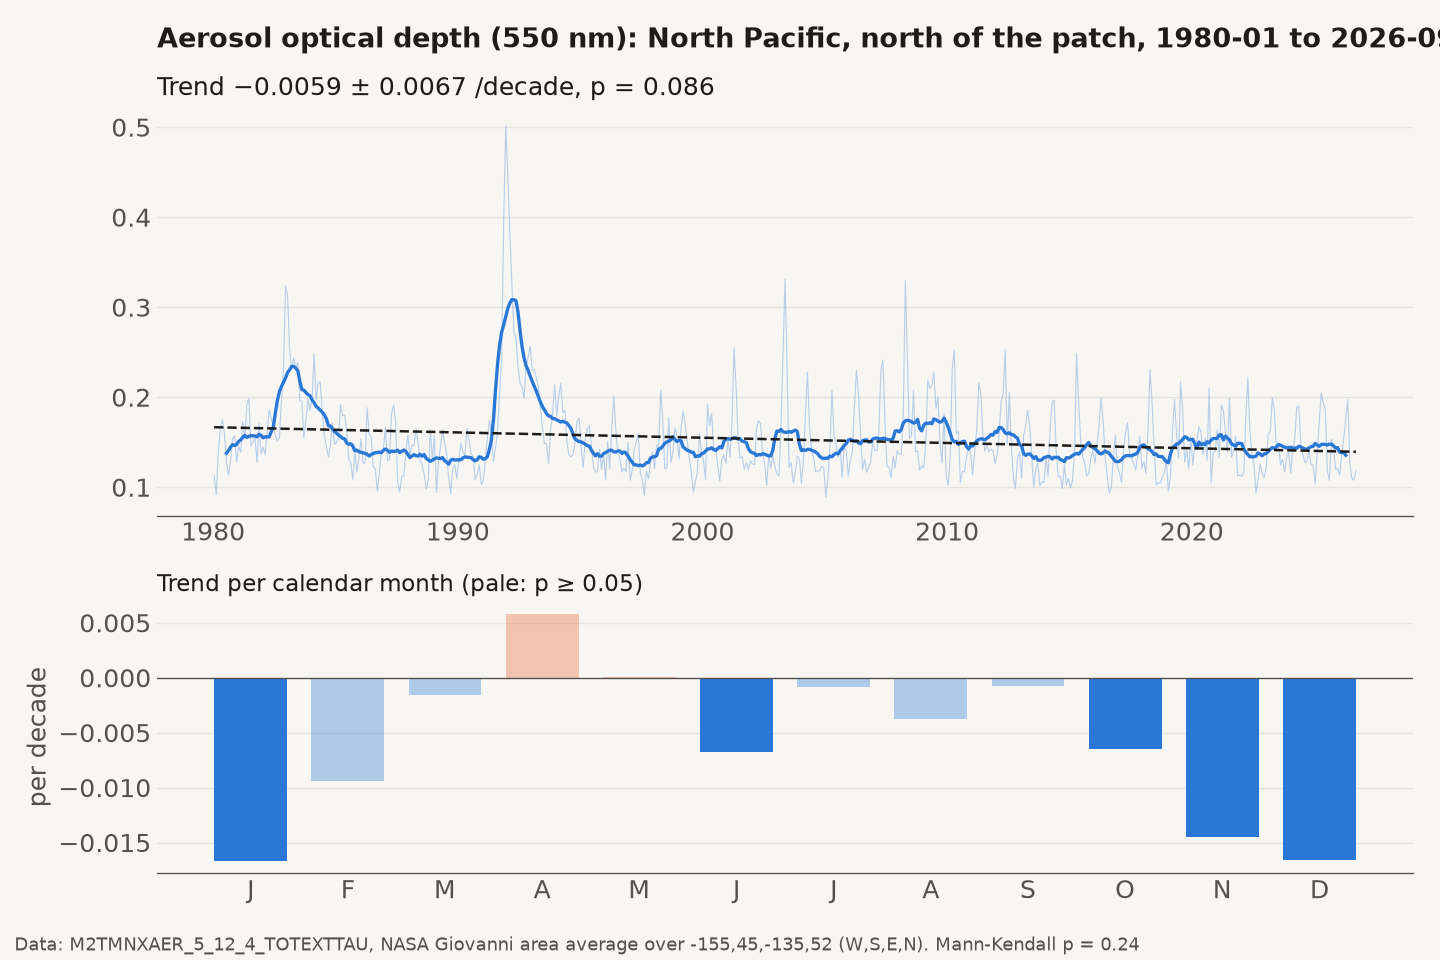 Aerosol optical depth (550 nm): North Pacific, north of the patch, 1980-01 to 2026-09
Trend −0.0059 ± 0.0067 /decade, p = 0.086
0.5
0.4
0.3
0.2
0.1
1980 1990 2000 2010 2020
Trend per calendar month (pale: p ≥ 0.05)
per decade
0.005
0.000
−0.005
−0.010
−0.015
J F M A M J J A S O N D
Data: M2TMNXAER_5_12_4_TOTEXTTAU, NASA Giovanni area average over -155,45,-135,52 (W,S,E,N). Mann-Kendall p = 0.24